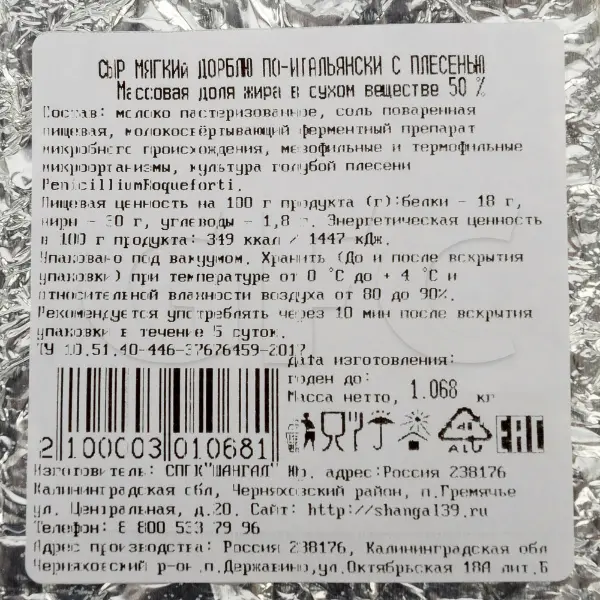 СЫР МЯГКИЙ ДОРБЛЮ ПО-ИТАЛЬЯНСКИ С ПЛЕСЕНЬЮ
Массовая доля жира в сухом веществе 50 %
Состав: молоко пастеризованное, соль поваренная
пищевая, молокосвёртывающий ферментный препарат
микробного происхождения, мезофильные и термофильные
микроорганизмы, культура голубой плесени
PenicilliumRoqueforti.
Пищевая ценность на 100 г продукта (г):белки - 18 г,
жиры - 30 г, углеводы - 1,8 г. Энергетическая ценность
в 100 г продукта: 349 ккал / 1447 кДж.
Упаковано под вакуумом. Хранить (До и после вскрытия
упаковки) при температуре от 0 °С до + 4 °С и
относительной влажности воздуха от 80 до 90%.
Рекомендуется употреблять через 10 мин после вскрытия
упаковки в течение 5 суток.
ТУ 10.51.40-446-37676459-2017
Дата изготовления:
Годен до:
Масса нетто, 1.068 кг
2 100003 010681
ALU
EAC
Изготовитель: СППК"ШАНГАЛ" Юр. адрес:Россия 238176
Калининградская обл, Черняховский район, п.Гремячье
ул. Центральная, д.20. Сайт: http://shangal39.ru
Телефон: 8 800 533 79 96
Адрес производства: Россия 238176, Калининградская обл
Черняховский р-он .п.Державино,ул.Октябрьская 18А лит.Б